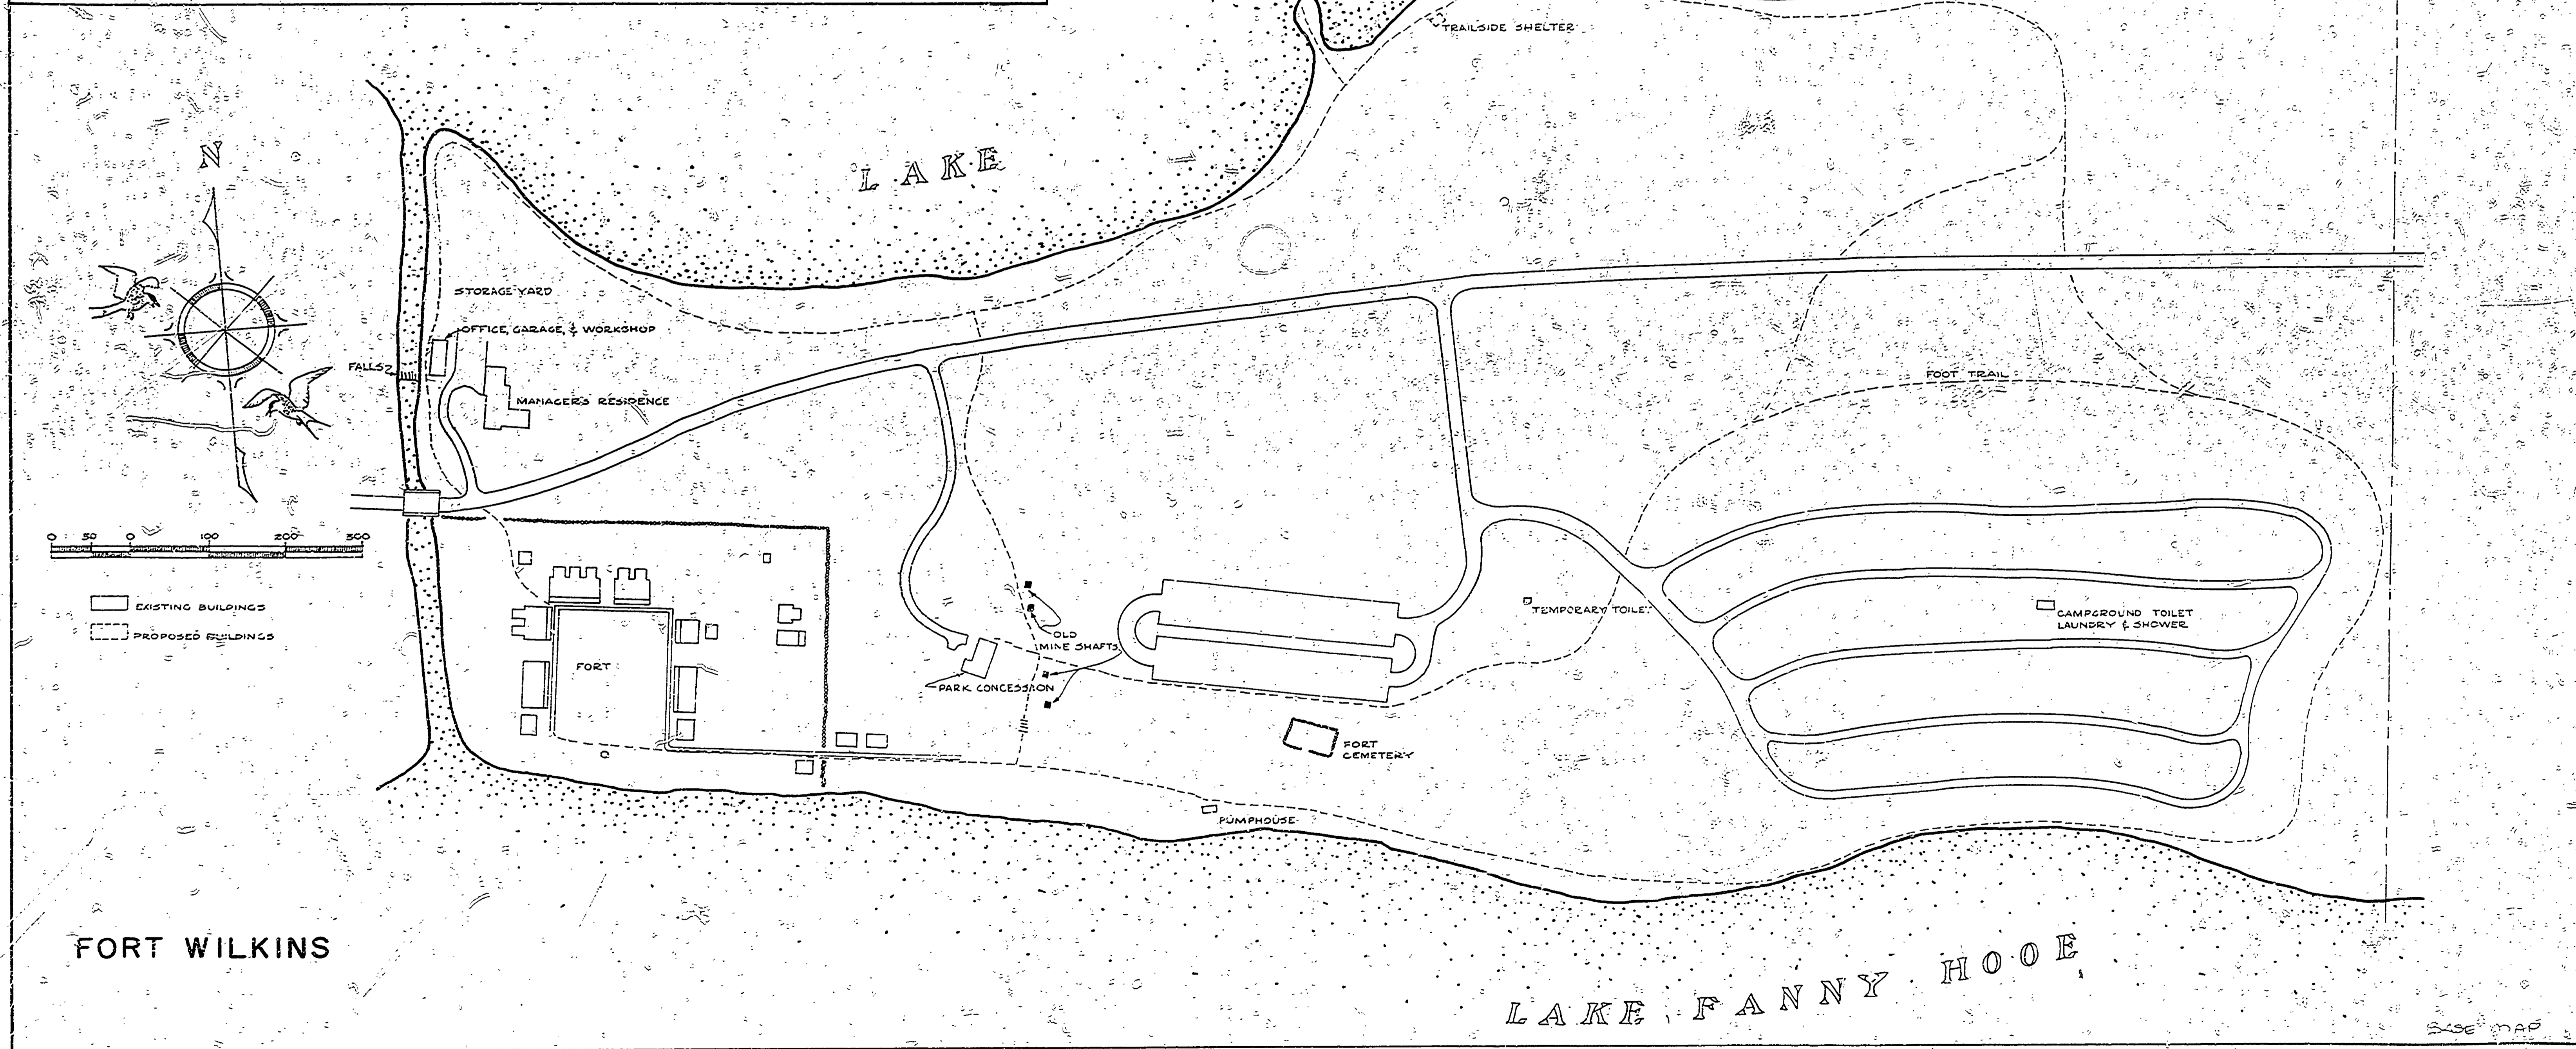 TRAILSIDE SHELTER
LAKE
N
STORAGE YARD
OFFICE, GARAGE, & WORKSHOP
FALLS
MANAGER'S RESIDENCE
FOOT TRAIL
0 50 0 100 200 300
EXISTING BUILDINGS
PROPOSED BUILDINGS
FORT
OLD
MINE SHAFTS
PARK CONCESSION
TEMPORARY TOILET
CAMPGROUND TOILET
LAUNDRY & SHOWER
FORT
CEMETERY
PUMPHOUSE
FORT WILKINS
LAKE FANNY HOOE
BASE MAP